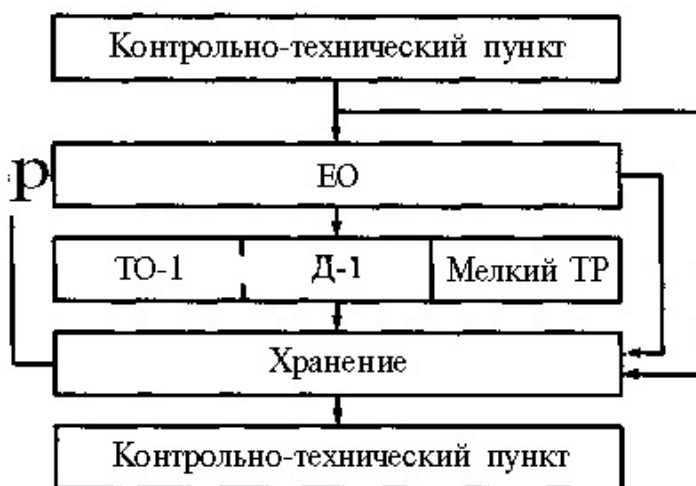 Контрольно-технический пункт
р
ЕО
ТО-1 Д-1 Мелкий ТР
Хранение
Контрольно-технический пункт